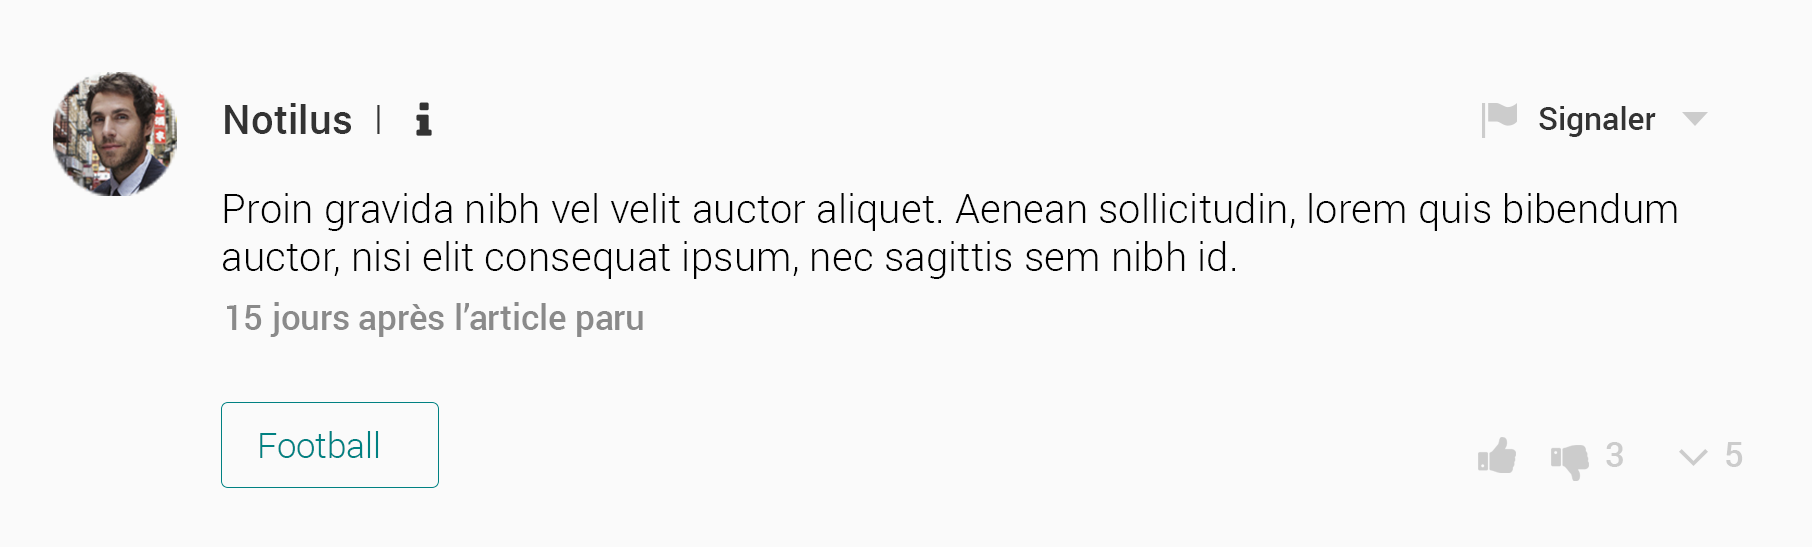 Notilus |
Signaler
Proin gravida nibh vel velit auctor aliquet. Aenean sollicitudin, lorem quis bibendum
auctor, nisi elit consequat ipsum, nec sagittis sem nibh id.
15 jours après l’article paru
Football
3
5